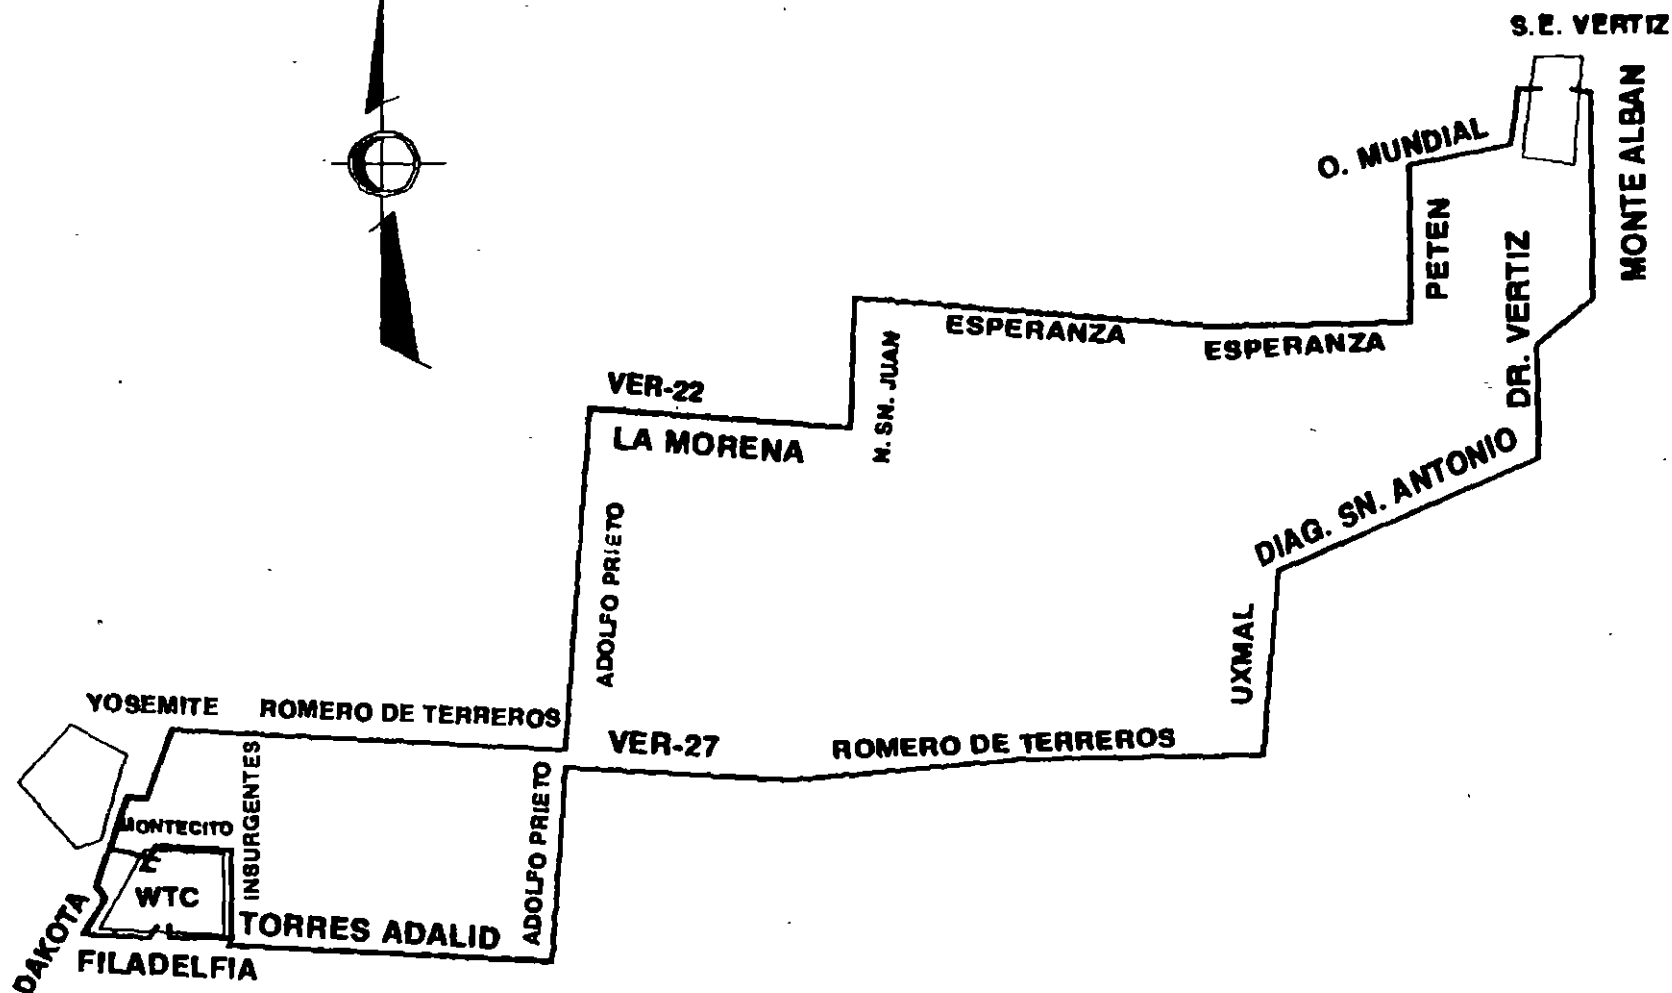 S.E. VERTIZ
MONTE ALBAN
O. MUNDIAL
PETEN
DR. VERTIZ
ESPERANZA
ESPERANZA
N. SN. JUAN
VER-22
LA MORENA
DIAG. SN. ANTONIO
ADOLFO PRIETO
UXMAL
YOSEMITE
ROMERO DE TERREROS
VER-27
ROMERO DE TERREROS
INSURGENTES
ADOLFO PRIETO
MONTECITO
WTC
DAKOTA
TORRES ADALID
FILADELFIA